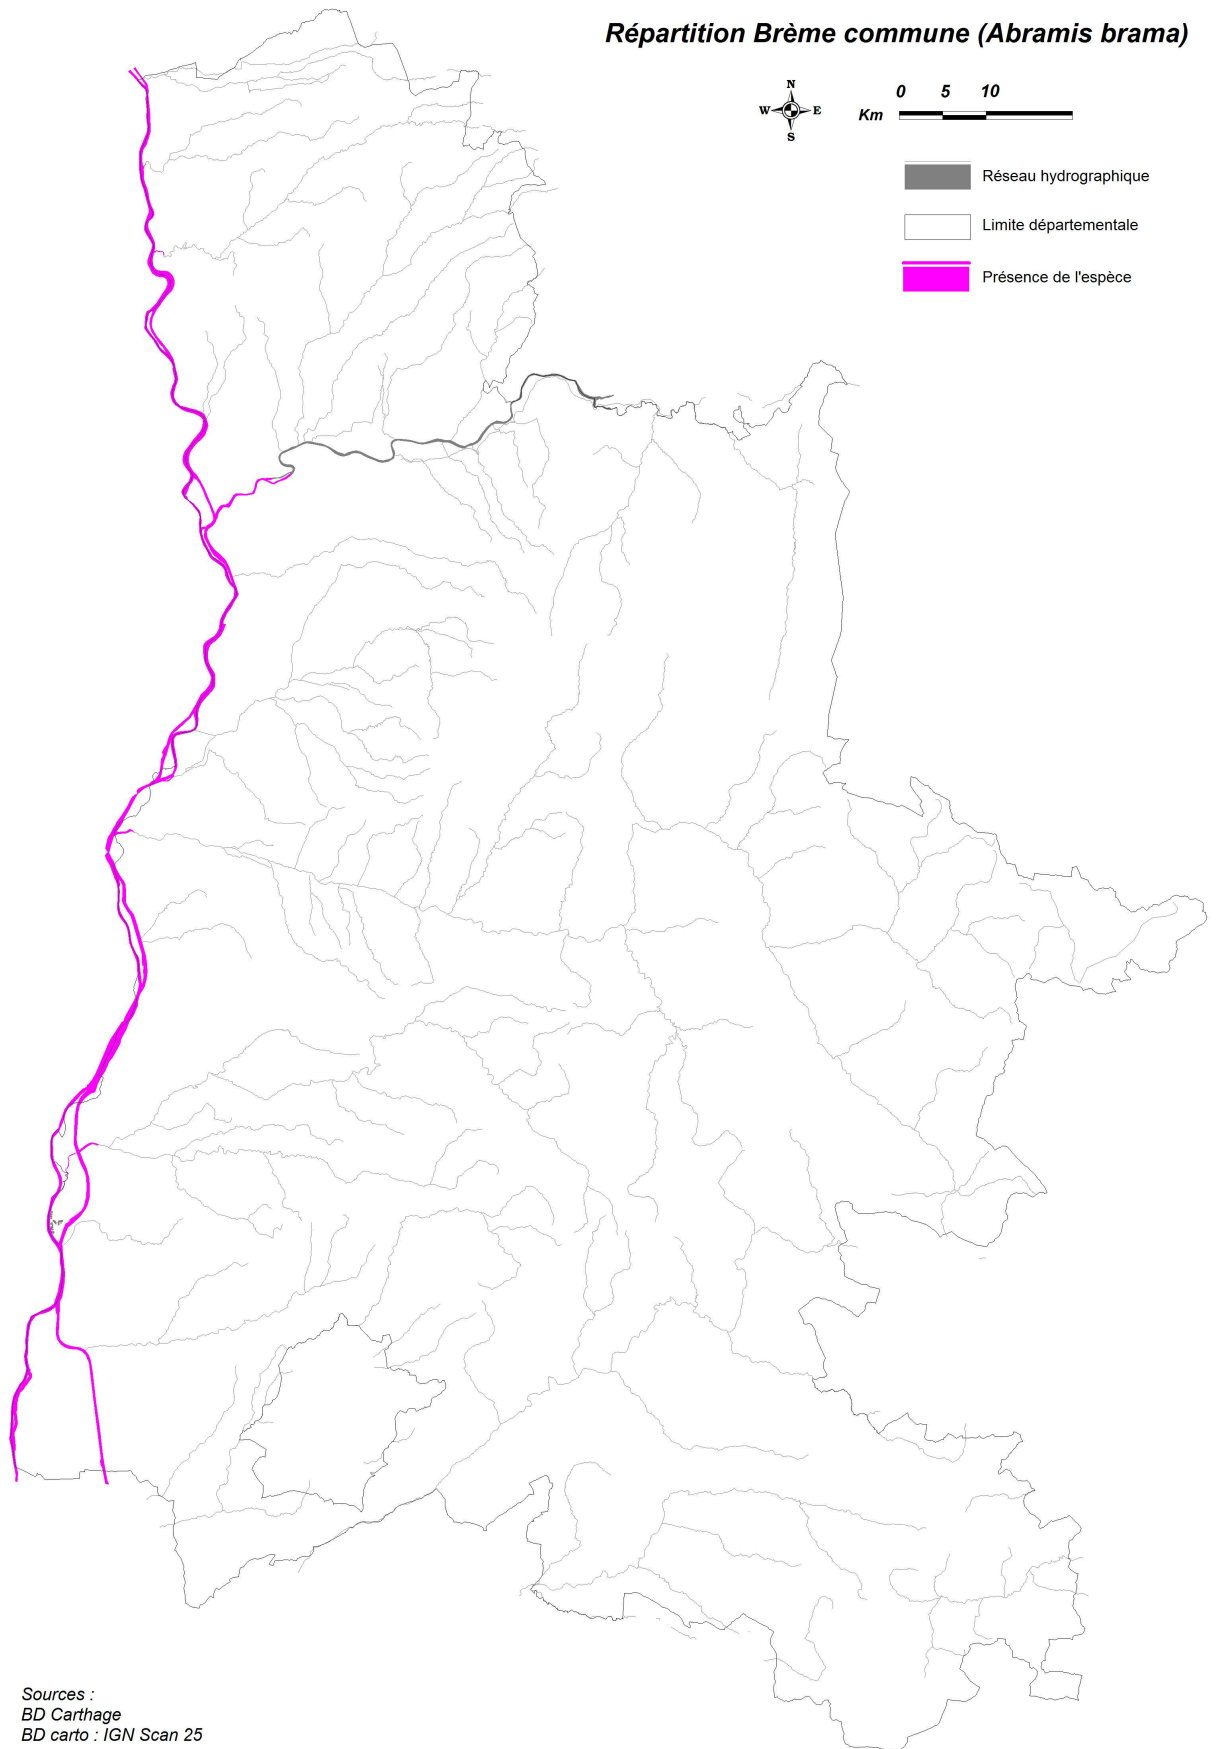 Répartition Brème commune (Abramis brama)
N
W E
S
0 5 10
Km
Réseau hydrographique
Limite départementale
Présence de l'espèce
Sources :
BD Carthage
BD carto : IGN Scan 25